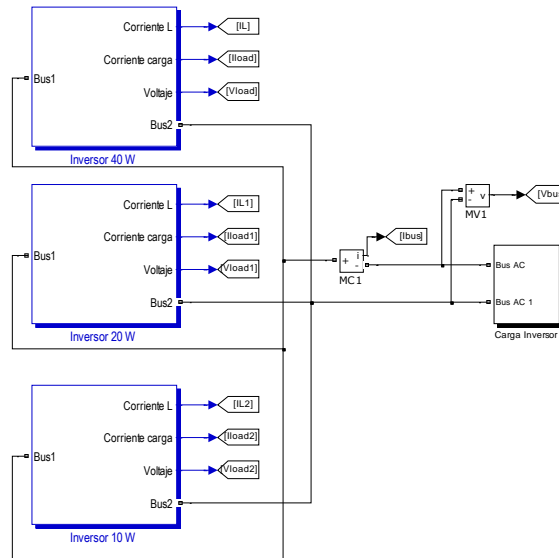 Corriente L
[IL]
Corriente carga
[Iload]
Bus1
Voltaje
[Vload]
Bus2
Inversor 40 W
Corriente L
[IL1]
Corriente carga
[Iload1]
Bus1
Voltaje
[Vload1]
Bus2
Inversor 20 W
Corriente L
[IL2]
Corriente carga
[Iload2]
Bus1
Voltaje
[Vload2]
Bus2
Inversor 10 W
[Ibus]
+ i -
MC1
+ - v
MV1
[Vbus
Bus AC
Bus AC 1
Carga Inversor